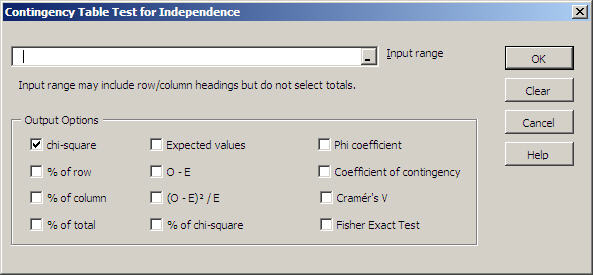 Contingency Table Test for Independence
Input range
OK
Input range may include row/column headings but do not select totals.
Clear
Output Options
Cancel
chi-square Expected values Phi coefficient
Help
% of row O - E Coefficient of contingency
% of column (O - E)² / E Cramér's V
% of total % of chi-square Fisher Exact Test